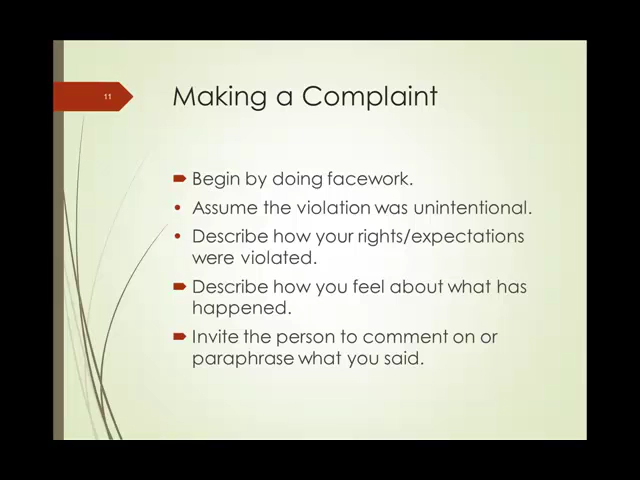 11
Making a Complaint
Begin by doing facework.
Assume the violation was unintentional.
Describe how your rights/expectations
were violated.
Describe how you feel about what has
happened.
Invite the person to comment on or
paraphrase what you said.